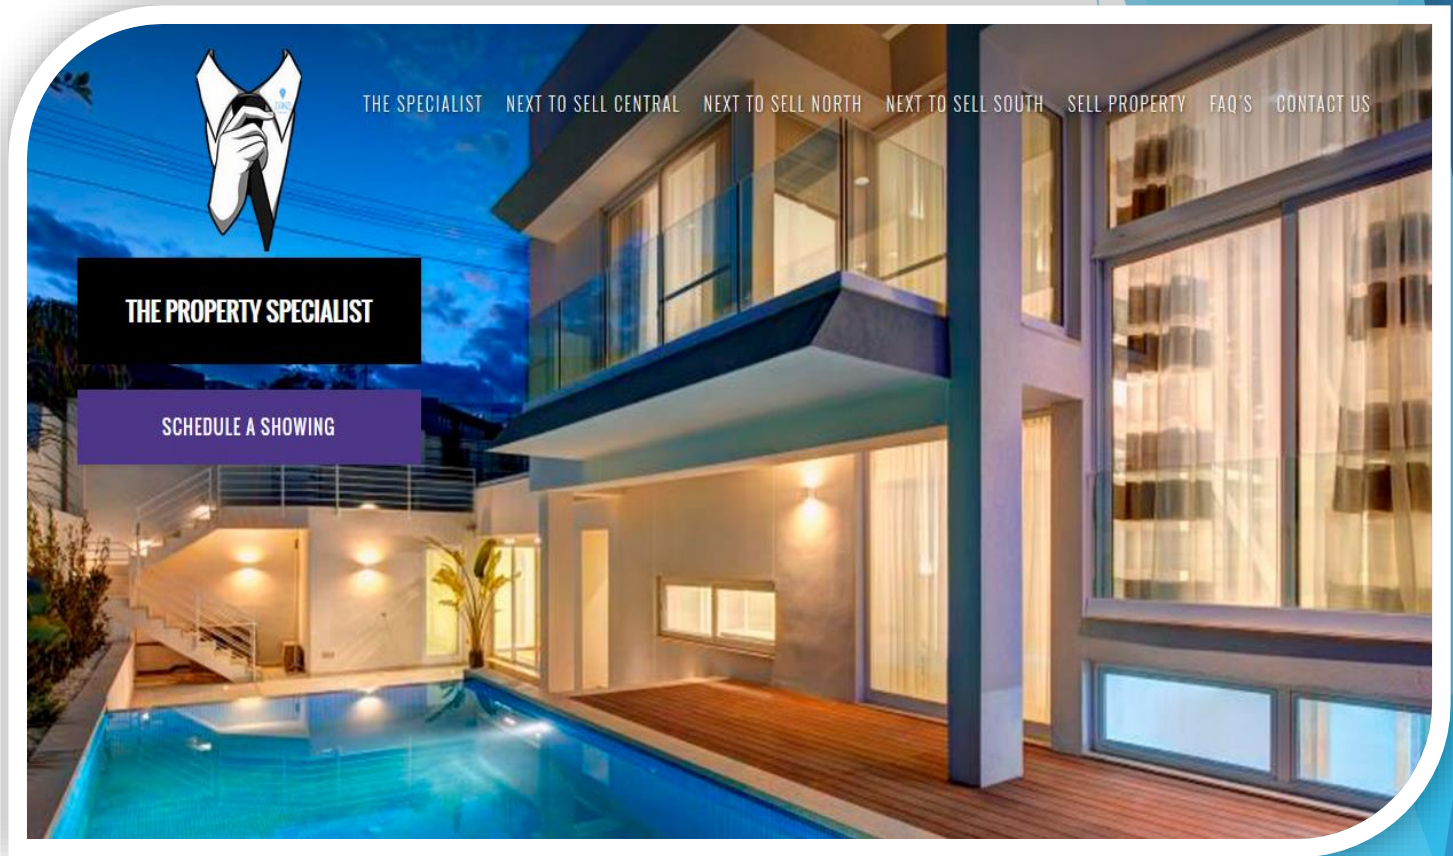 THE SPECIALIST NEXT TO SELL CENTRAL NEXT TO SELL NORTH NEXT TO SELL SOUTH SELL PROPERTY FAQ'S CONTACT US
THE PROPERTY SPECIALIST
SCHEDULE A SHOWING